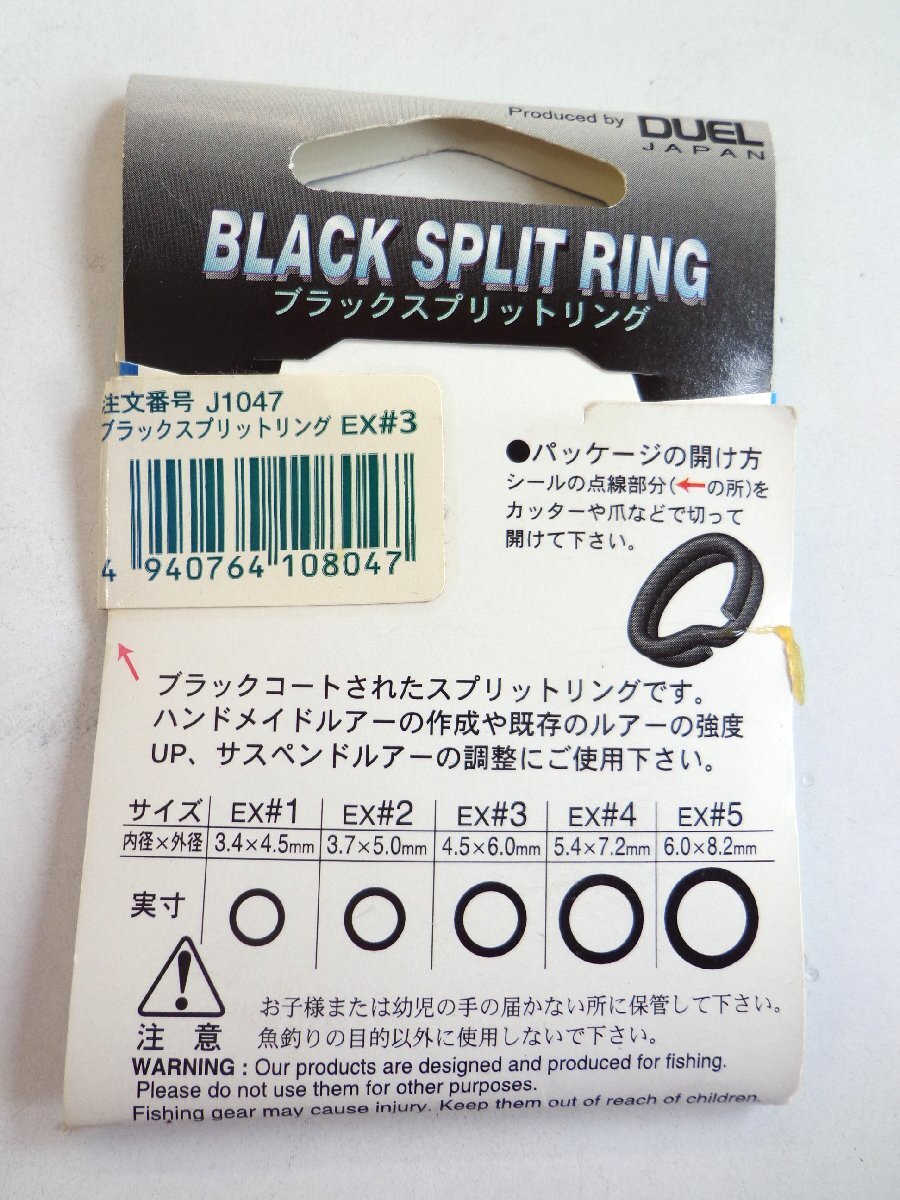 Produced by DUEL
JAPAN
BLACK SPLIT RING
ブラックスプリットリング
注文番号 J1047
ブラックスプリットリング EX#3
4 940764 108047
●パッケージの開け方
シールの点線部分(←の所)を
カッターや爪などで切って
開けて下さい。
ブラックコートされたスプリットリングです。
ハンドメイドルアーの作成や既存のルアーの強度
UP、サスペンドルアーの調整にご使用下さい。
サイズ EX#1 EX#2 EX#3 EX#4 EX#5
内径×外径 3.4×4.5mm 3.7×5.0mm 4.5×6.0mm 5.4×7.2mm 6.0×8.2mm
実寸
注意
お子様または幼児の手の届かない所に保管して下さい。
魚釣りの目的以外に使用しないで下さい。
WARNING : Our products are designed and produced for fishing.
Please do not use them for other purposes.
Fishing gear may cause injury. Keep them out of reach of children.